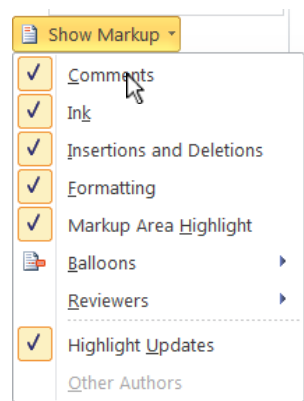 Show Markup
Comments
Ink
Insertions and Deletions
Formatting
Markup Area Highlight
Balloons
Reviewers
Highlight Updates
Other Authors